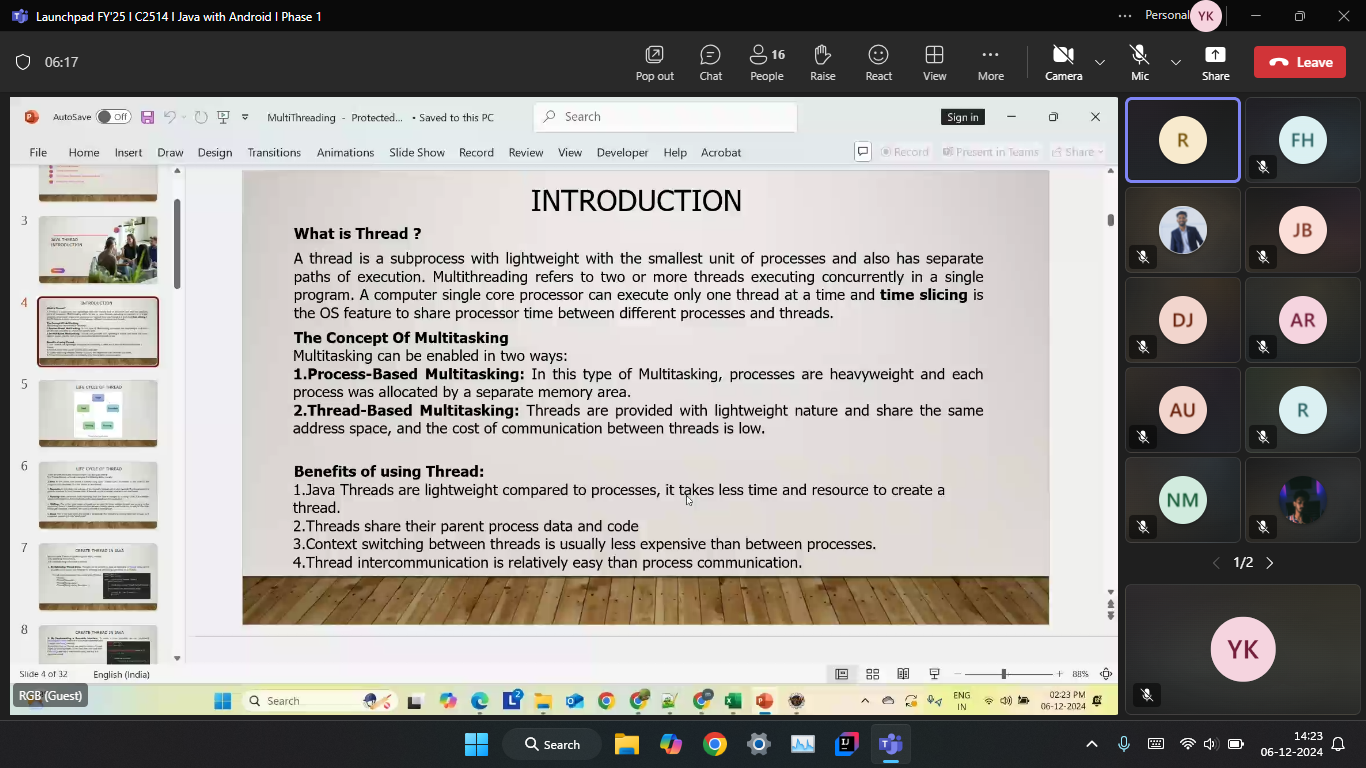 Launchpad FY'25 I C2514 I Java with Android I Phase 1
Personal
YK
06:17
Pop out
Chat
16
People
Raise
React
View
More
Camera
Mic
Share
Leave
AutoSave
Off
MultiThreading - Protected... • Saved to this PC
Search
Sign in
File Home Insert Draw Design Transitions Animations Slide Show Record Review View Developer Help Acrobat
Record
Present in Teams
Share
3
JAVA THREAD
INTRODUCTION
4
INTRODUCTION
5
LIFE CYCLE OF THREAD
6
LIFE CYCLE OF THREAD
7
CREATE THREAD IN JAVA
8
CREATE THREAD IN JAVA
INTRODUCTION
What is Thread ?
A thread is a subprocess with lightweight with the smallest unit of processes and also has separate
paths of execution. Multithreading refers to two or more threads executing concurrently in a single
program. A computer single core processor can execute only one thread at a time and time slicing is
the OS feature to share processor time between different processes and threads.
The Concept Of Multitasking
Multitasking can be enabled in two ways:
1.Process-Based Multitasking: In this type of Multitasking, processes are heavyweight and each
process was allocated by a separate memory area.
2.Thread-Based Multitasking: Threads are provided with lightweight nature and share the same
address space, and the cost of communication between threads is low.
Benefits of using Thread:
1.Java Threads are lightweight compared to processes, it takes less time and resource to create a
thread.
2.Threads share their parent process data and code
3.Context switching between threads is usually less expensive than between processes.
4.Thread intercommunication is relatively easy than process communication.
Slide 4 of 32
English (India)
88%
RGB (Guest)
Search
ENG
IN
02:23 PM
06-12-2024
R
FH
JB
DJ
AR
AU
R
NM
1/2
YK
Search
14:23
06-12-2024